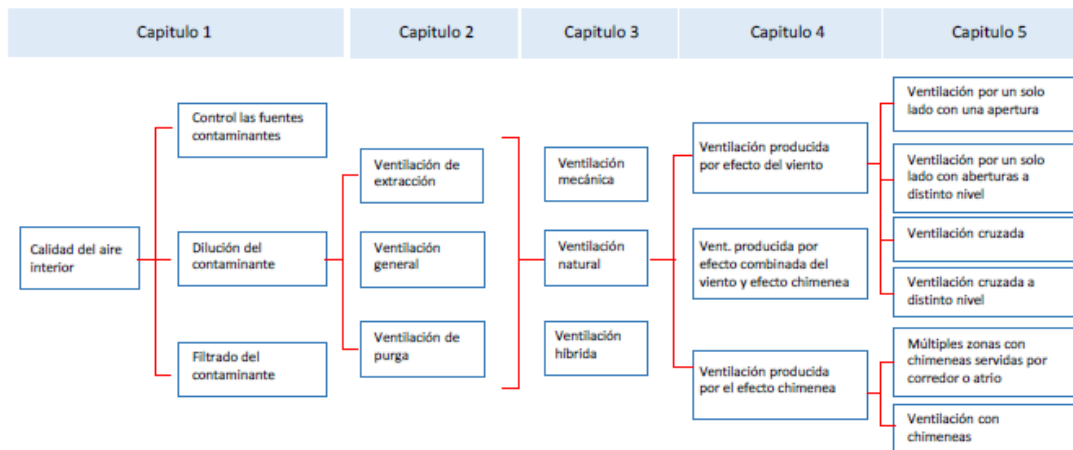 Capitulo 1
Capitulo 2
Capitulo 3
Capitulo 4
Capitulo 5
Calidad del aire
interior
Control las fuentes
contaminantes
Dilución del
contaminante
Filtrado del
contaminante
Ventilación de
extracción
Ventilación
general
Ventilación de
purga
Ventilación
mecánica
Ventilación
natural
Ventilación
híbrida
Ventilación producida
por efecto del viento
Vent. producida por
efecto combinada del
viento y efecto chimenea
Ventilación producida
por el efecto chimenea
Ventilación por un solo
lado con una apertura
Ventilación por un solo
lado con aberturas a
distinto nivel
Ventilación cruzada
Ventilación cruzada a
distinto nivel
Múltiples zonas con
chimeneas servidas por
corredor o atrio
Ventilación con
chimeneas